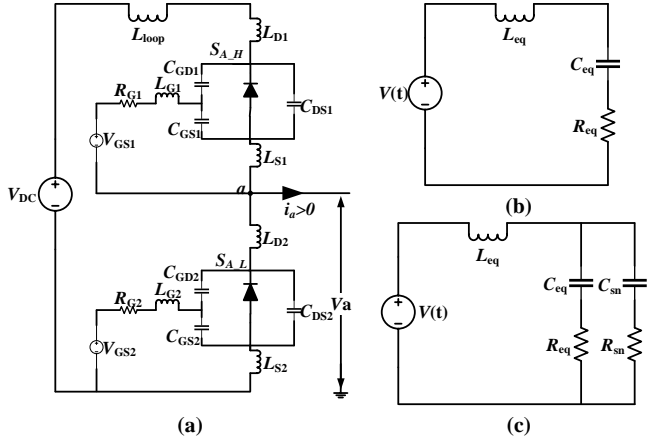 L_loop
L_D1
S_A_H
C_GD1
R_G1
L_G1
C_DS1
C_GS1
V_GS1
L_S1
V_DC
a
i_a>0
L_D2
S_A_L
C_GD2
R_G2
L_G2
C_DS2
Va
C_GS2
V_GS2
L_S2
(a)
L_eq
C_eq
V(t)
R_eq
(b)
L_eq
C_eq
C_sn
V(t)
R_eq
R_sn
(c)